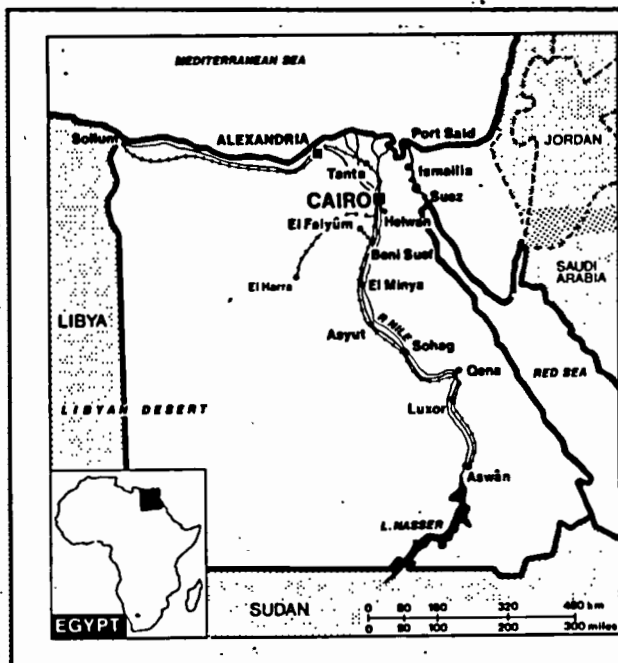 MEDITERRANEAN SEA
Sollum
ALEXANDRIA
Port Said
JORDAN
Tanta
Ismailia
CAIRO
Suez
Helwan
El Faiyûm
Beni Suef
SAUDI
ARABIA
El Harra
El Minya
LIBYA
R. NILE
Asyut
Sohag
Qena
RED SEA
LIBYAN DESERT
Luxor
Aswân
L. NASSER
SUDAN
EGYPT
0 80 160 320 480 km
0 50 100 200 300 miles